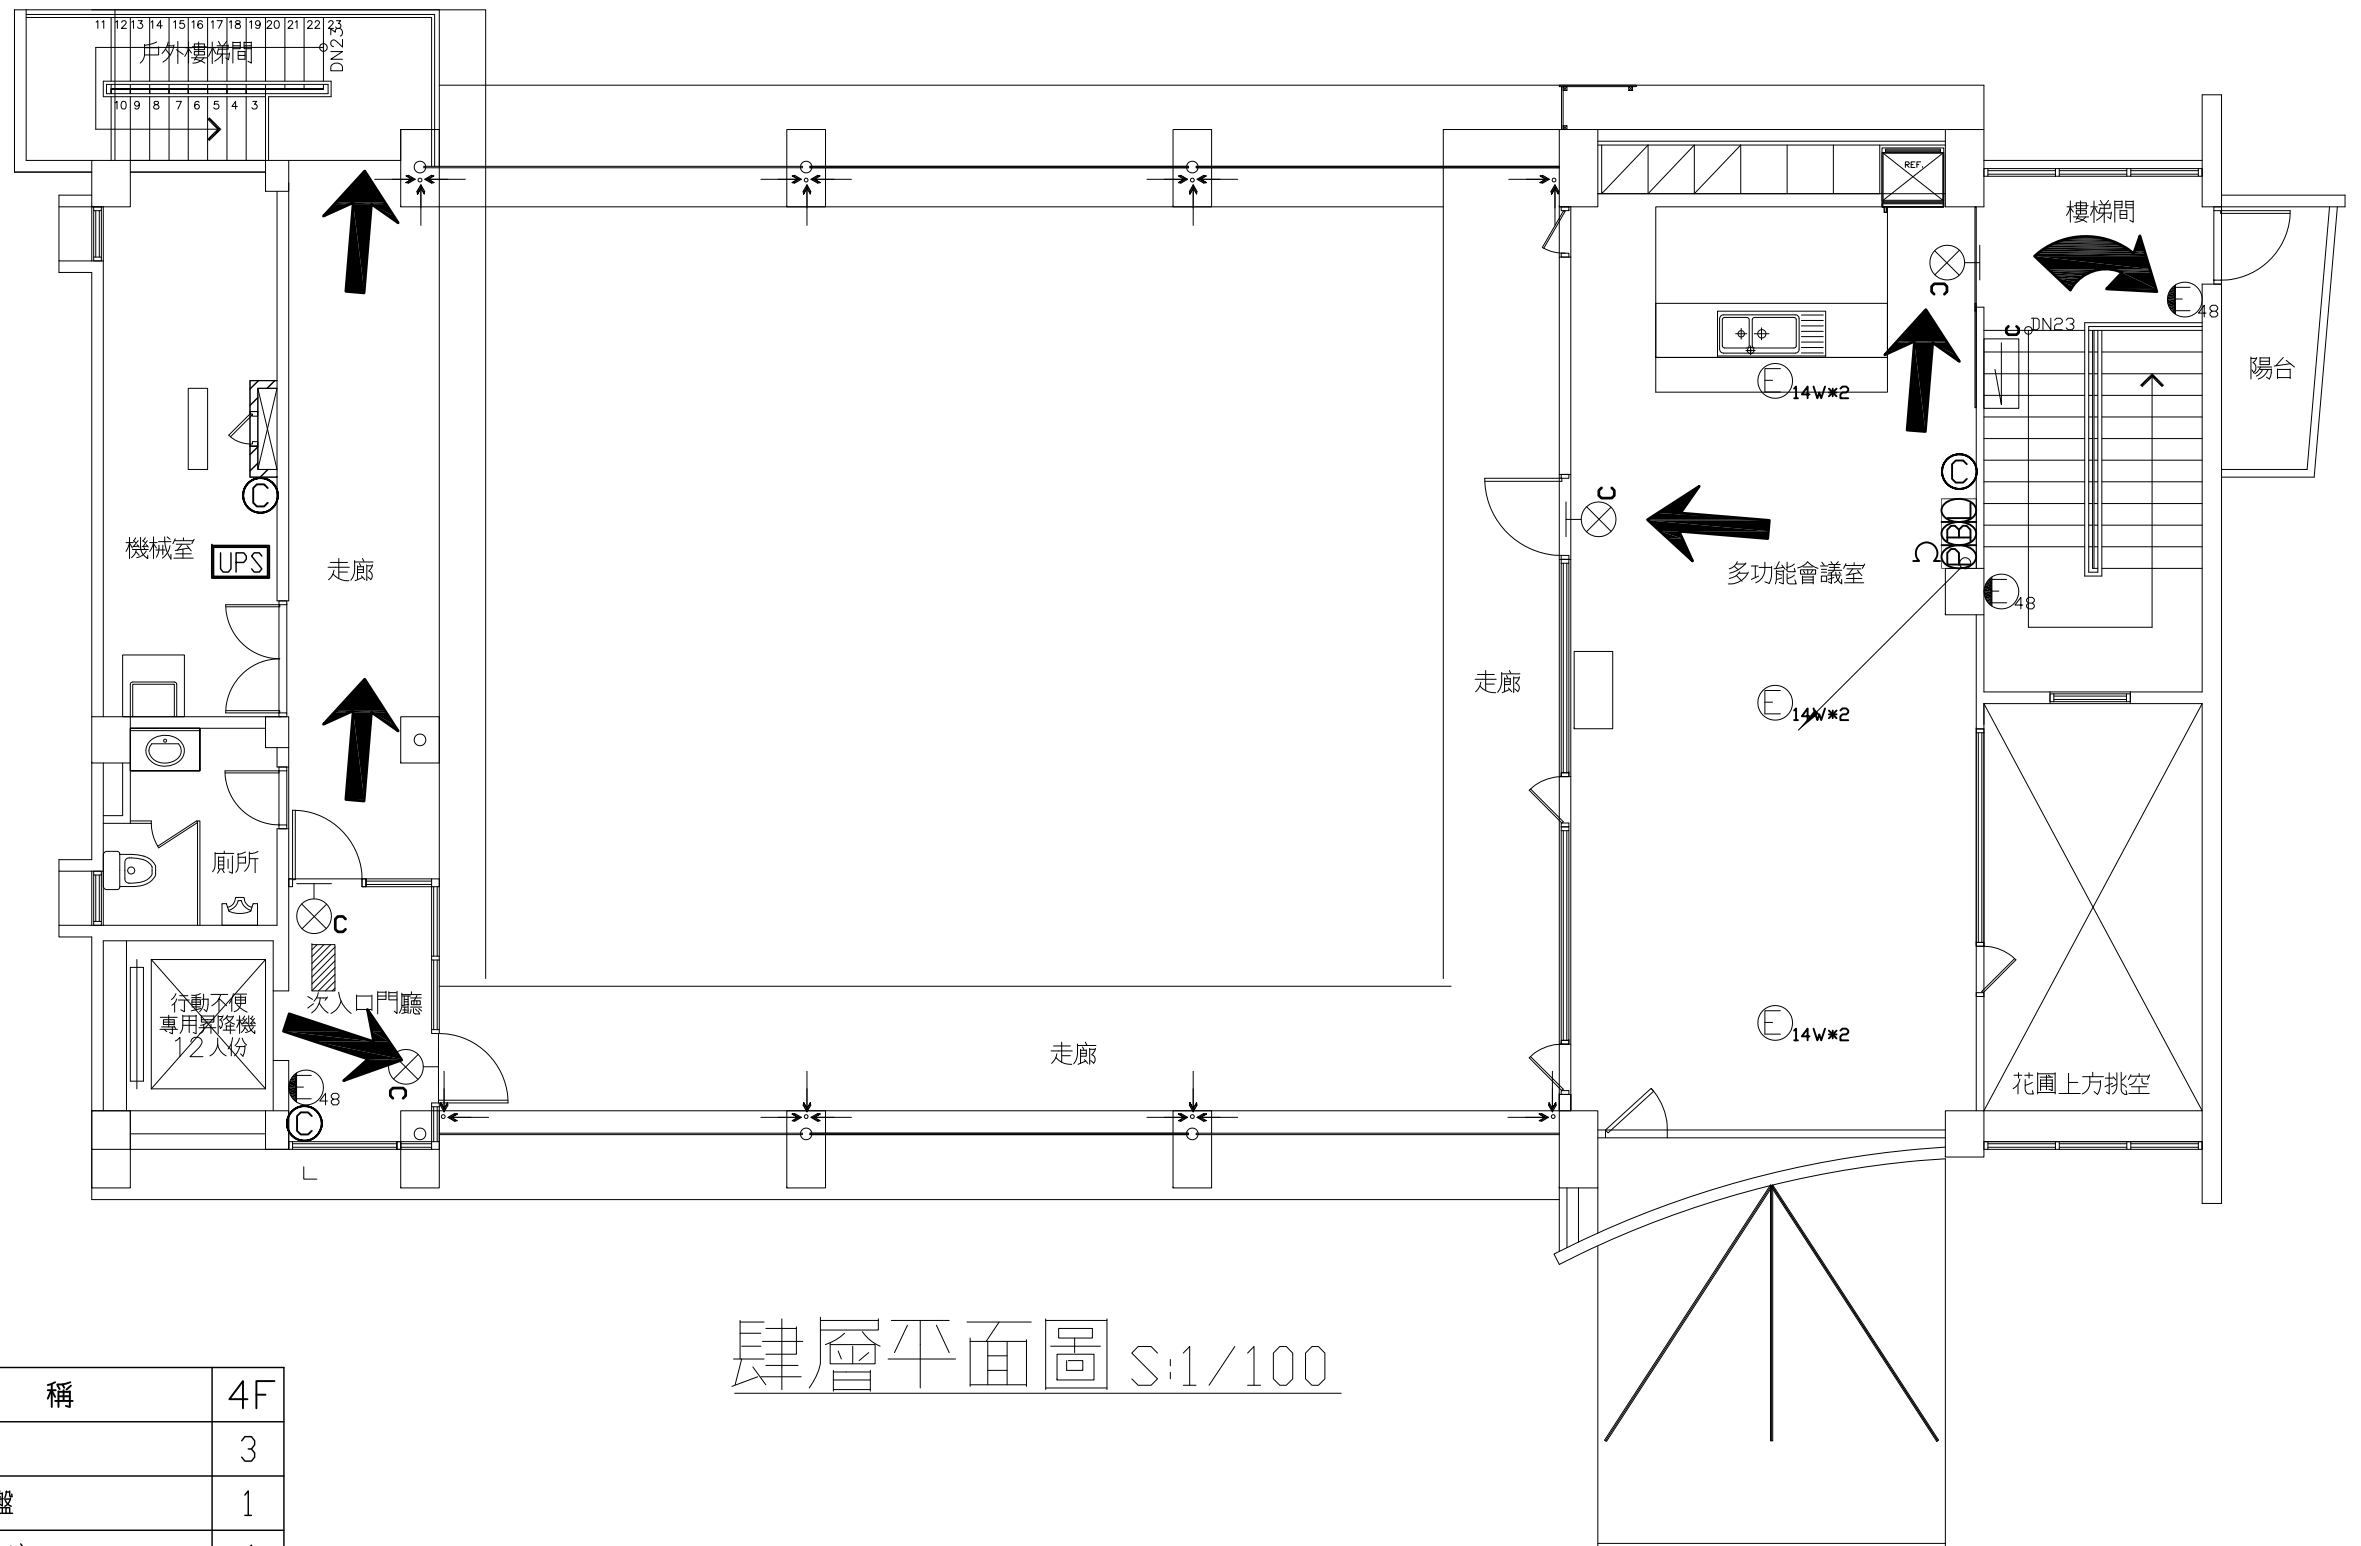 11 12 13 14 15 16 17 18 19 20 21 22 23
戶外樓梯間
DN23
10 9 8 7 6 5 4 3
REF.
樓梯間
C
E 48
C DN23
陽台
E 14W*2
C
C
機械室
UPS
走廊
C
多功能會議室
P B L
E 48
走廊
E 14W*2
廁所
C
行動不便
專用昇降機
12人份
次入口門廳
E 14W*2
走廊
C
E 48
C
花圃上方挑空
肆層平面圖 S:1/100
稱 4F
3
盤 1